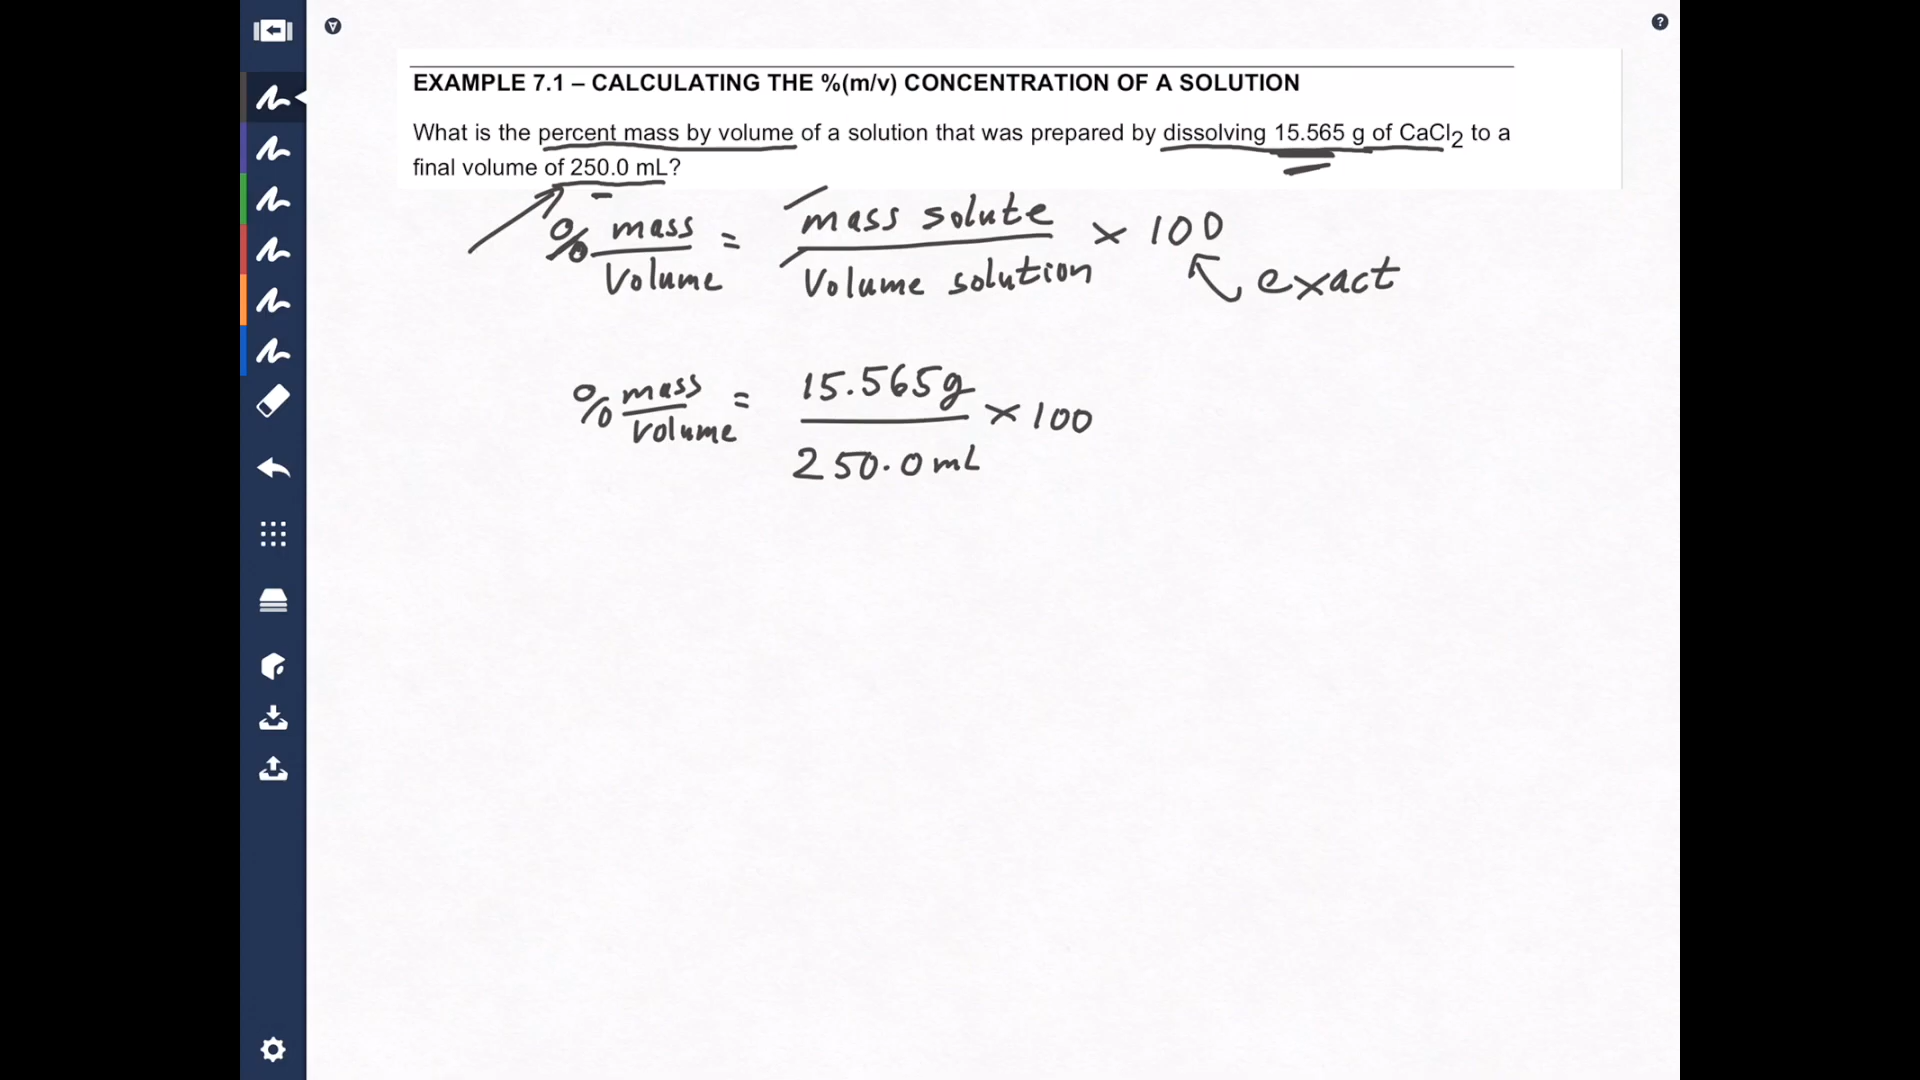 EXAMPLE 7.1 – CALCULATING THE %(m/v) CONCENTRATION OF A SOLUTION
What is the percent mass by volume of a solution that was prepared by dissolving 15.565 g of CaCl2 to a
final volume of 250.0 mL?
% mass / Volume = mass solute / Volume solution × 100
exact
% mass / volume = 15.565g / 250.0 mL × 100